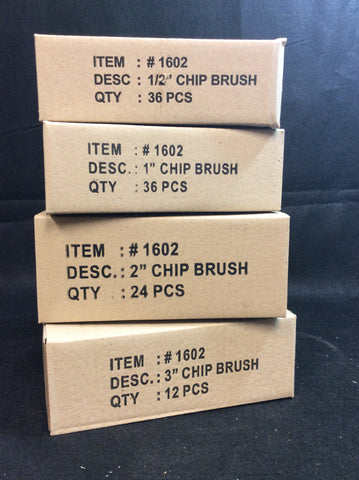 ITEM : # 1602
DESC : 1/2" CHIP BRUSH
QTY : 36 PCS
ITEM : # 1602
DESC. : 1" CHIP BRUSH
QTY : 36 PCS
ITEM : # 1602
DESC. : 2" CHIP BRUSH
QTY : 24 PCS
ITEM : # 1602
DESC. : 3" CHIP BRUSH
QTY : 12 PCS